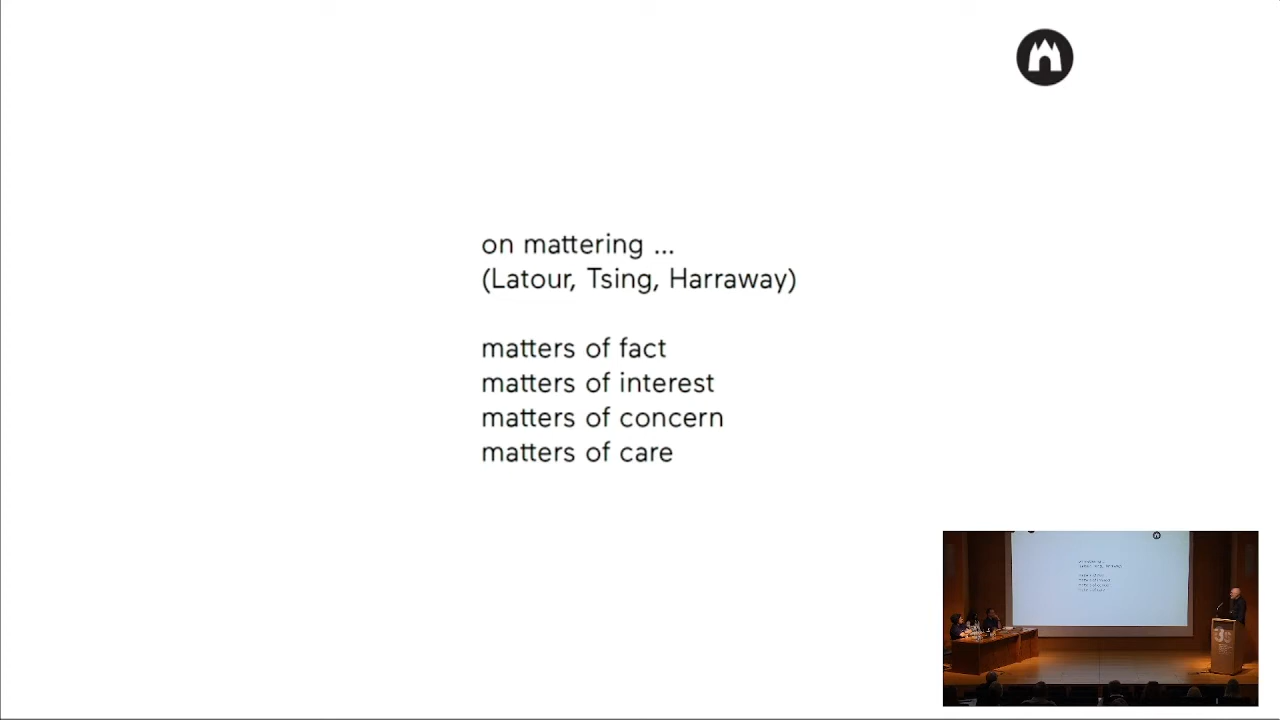 on mattering ...
(Latour, Tsing, Harraway)
matters of fact
matters of interest
matters of concern
matters of care